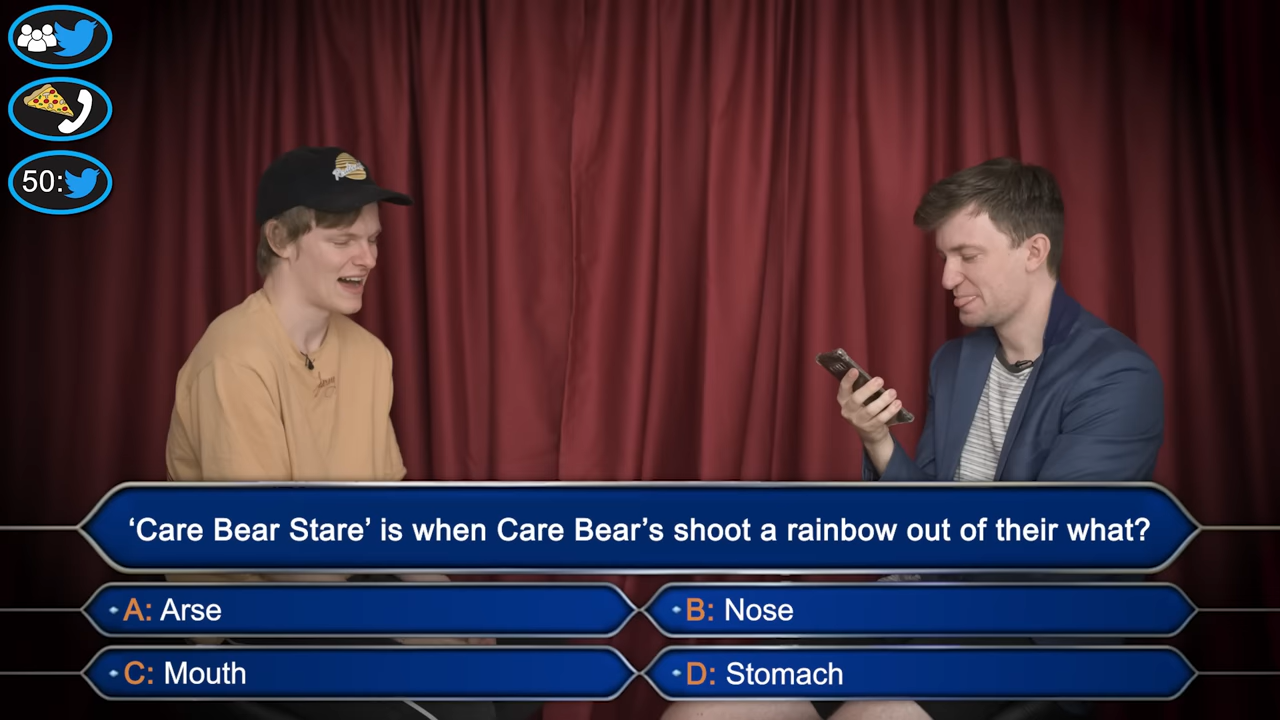 50:
‘Care Bear Stare’ is when Care Bear’s shoot a rainbow out of their what?
A: Arse
B: Nose
C: Mouth
D: Stomach